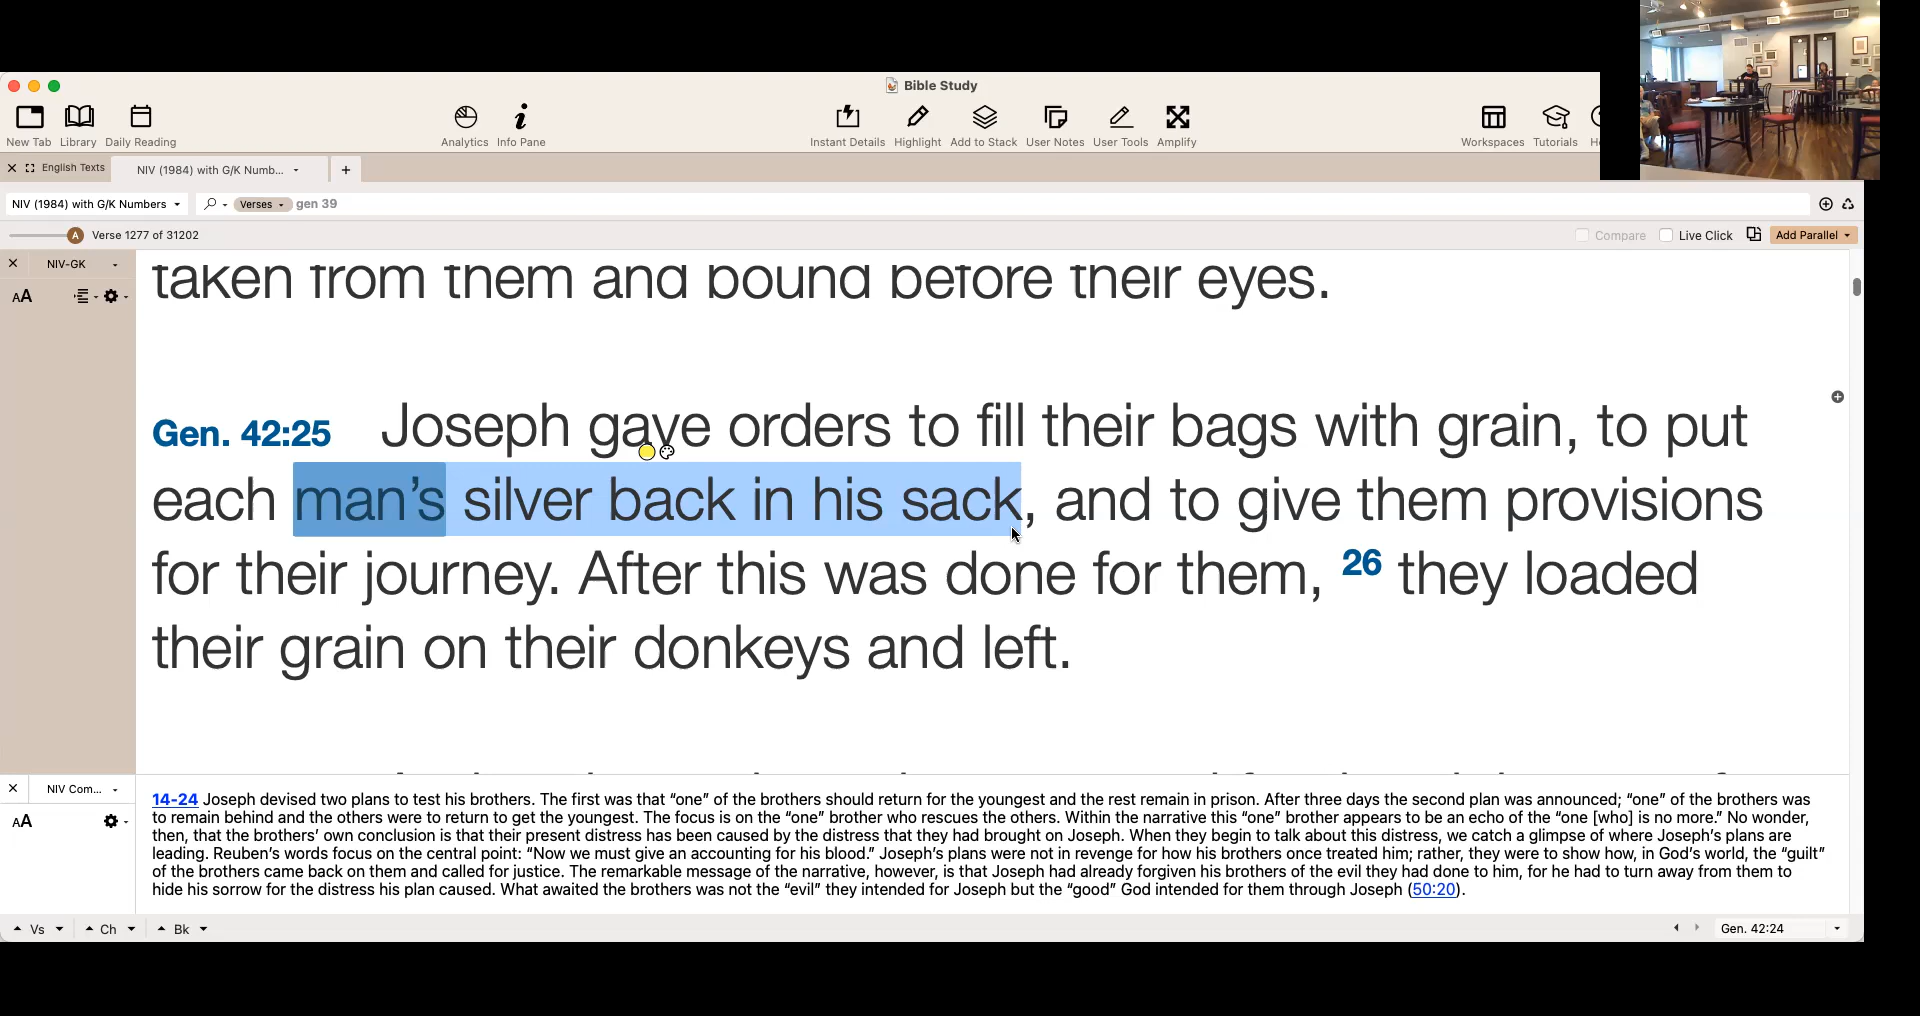 Bible Study
New Tab Library Daily Reading Analytics Info Pane Instant Details Highlight Add to Stack User Notes User Tools Amplify Workspaces Tutorials
English Texts NIV (1984) with G/K Numb... +
NIV (1984) with G/K Numbers Verses gen 39
A Verse 1277 of 31202 Compare Live Click Add Parallel
NIV-GK
AA
taken from them and bound before their eyes.
Gen. 42:25 Joseph gave orders to fill their bags with grain, to put
each man’s silver back in his sack, and to give them provisions
for their journey. After this was done for them, 26 they loaded
their grain on their donkeys and left.
NIV Com...
AA
14-24 Joseph devised two plans to test his brothers. The first was that “one” of the brothers should return for the youngest and the rest remain in prison. After three days the second plan was announced; “one” of the brothers was
to remain behind and the others were to return to get the youngest. The focus is on the “one” brother who rescues the others. Within the narrative this “one” brother appears to be an echo of the “one [who] is no more.” No wonder,
then, that the brothers’ own conclusion is that their present distress has been caused by the distress that they had brought on Joseph. When they begin to talk about this distress, we catch a glimpse of where Joseph’s plans are
leading. Reuben’s words focus on the central point: “Now we must give an accounting for his blood.” Joseph’s plans were not in revenge for how his brothers once treated him; rather, they were to show how, in God’s world, the “guilt”
of the brothers came back on them and called for justice. The remarkable message of the narrative, however, is that Joseph had already forgiven his brothers of the evil they had done to him, for he had to turn away from them to
hide his sorrow for the distress his plan caused. What awaited the brothers was not the “evil” they intended for Joseph but the “good” God intended for them through Joseph (50:20).
Vs Ch Bk Gen. 42:24